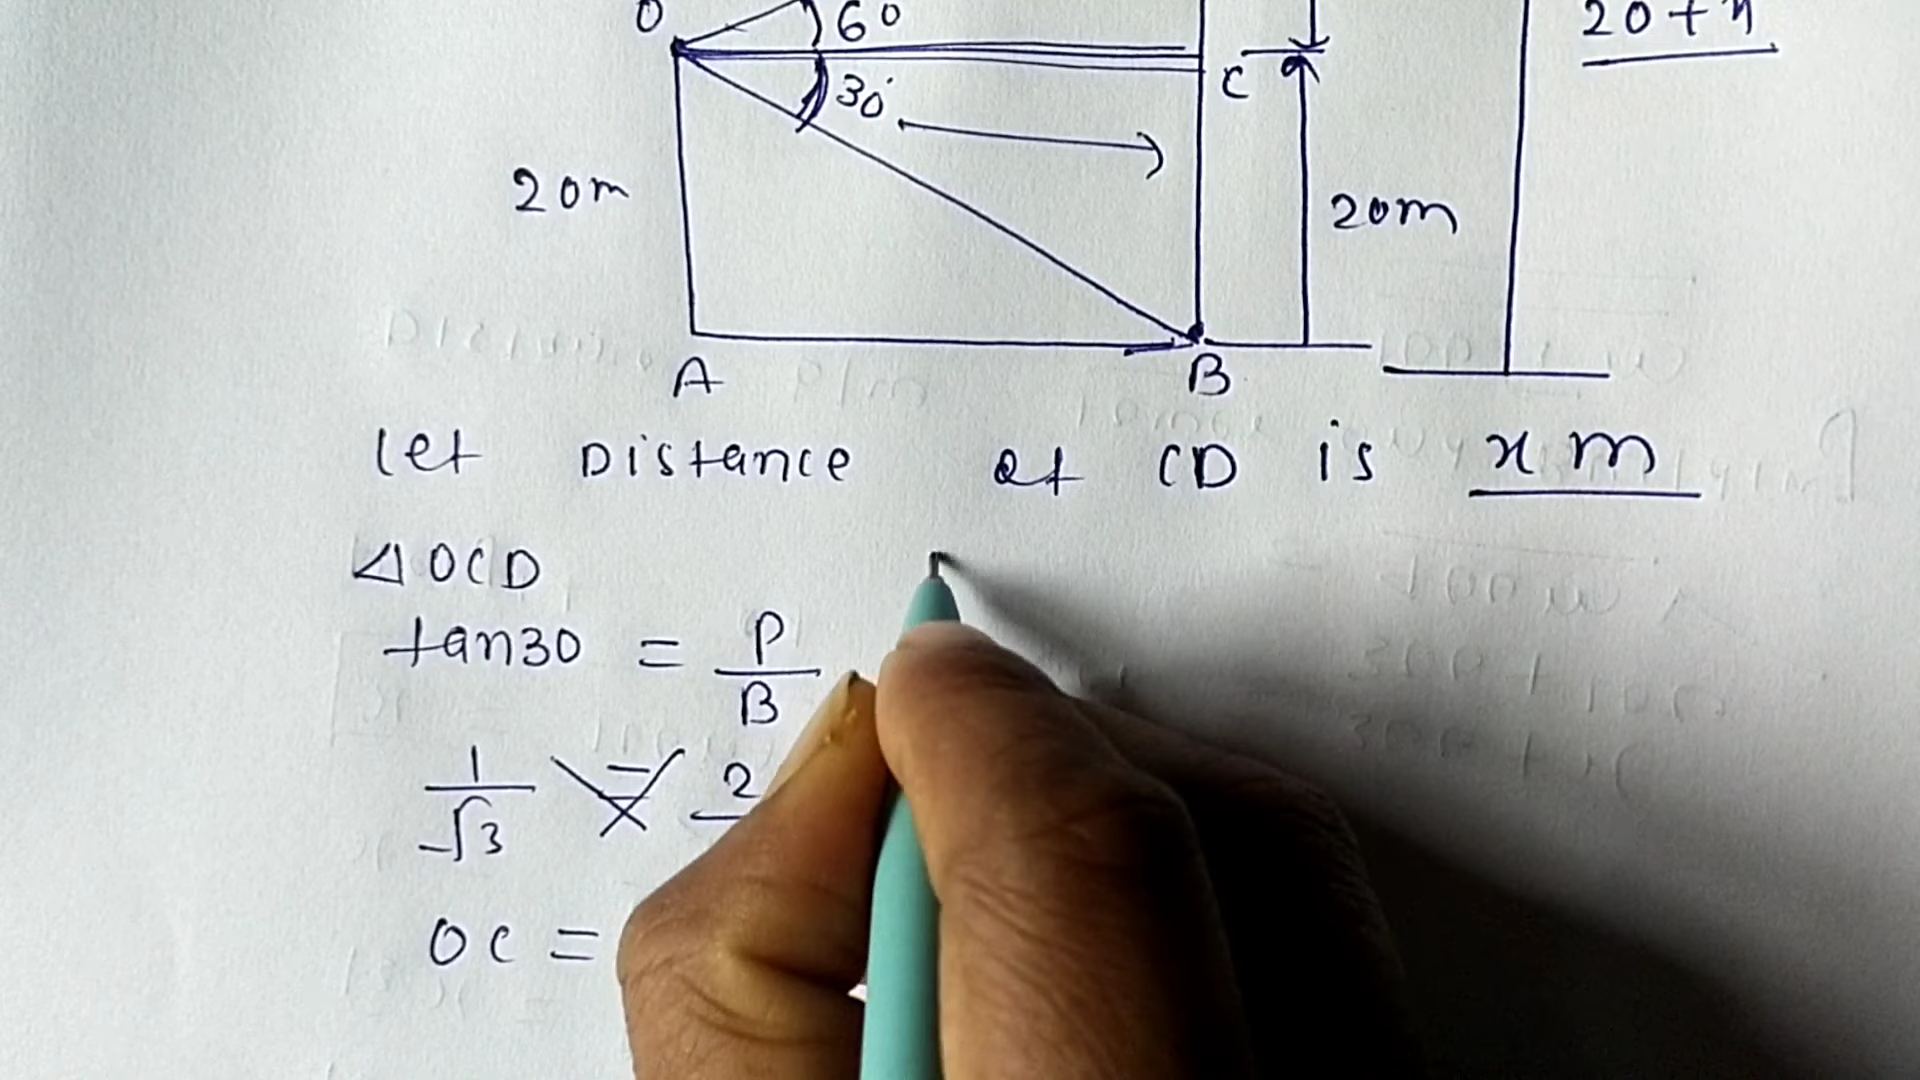 O 60 20 + x
30° C
20m 20m
A B
let Distance of CD is x m
△OCD
tan30 = P/B
1/√3 = 2
OC =